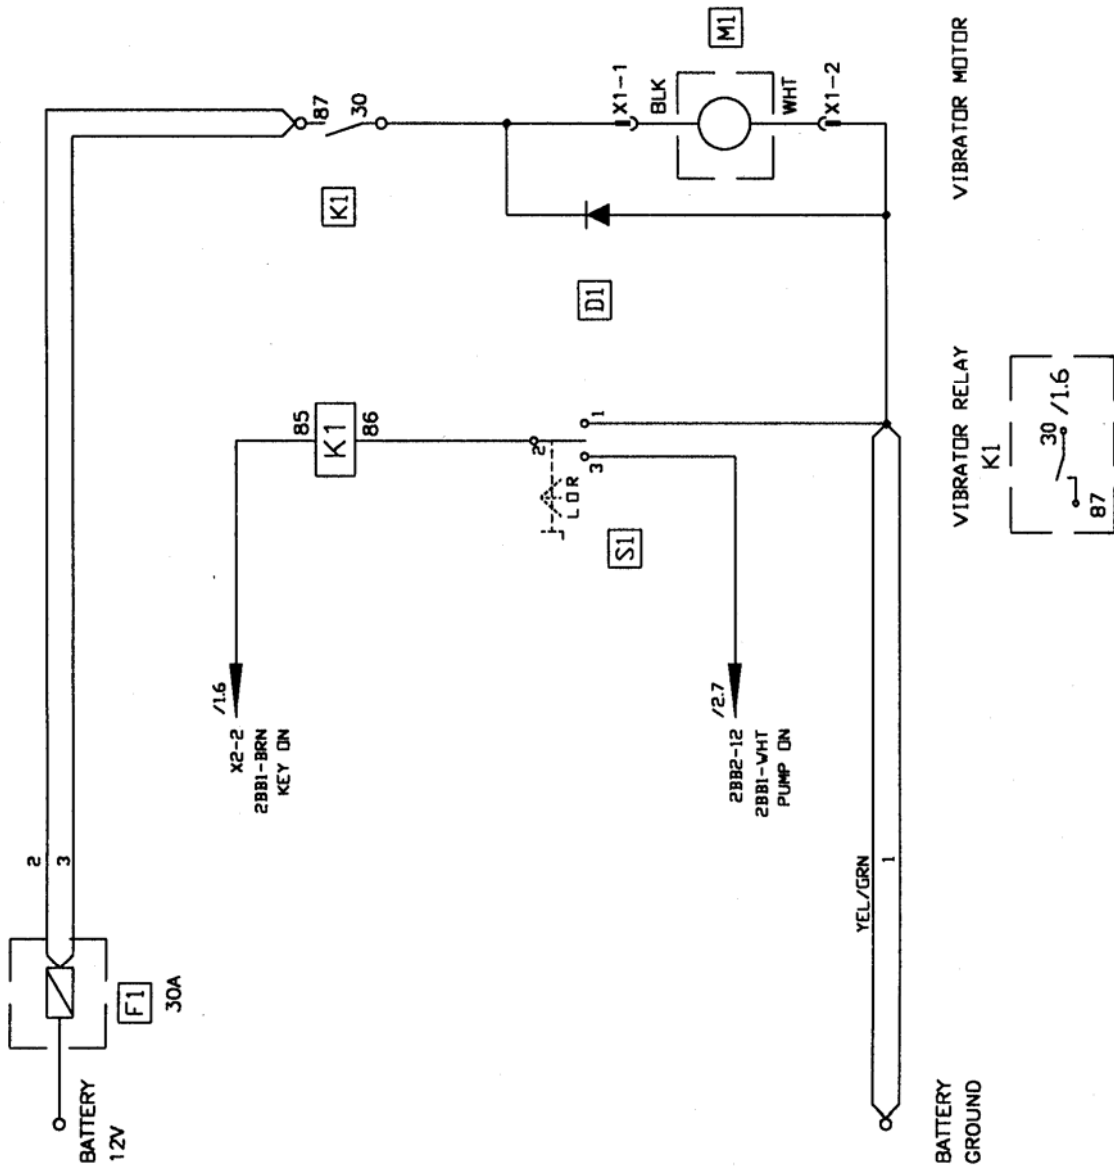 BATTERY
12V
F1
30A
2
3
K1
87
30
X1-1
BLK
M1
WHT
X1-2
VIBRATOR MOTOR
D1
85
K1
86
2
1
3
L O R
S1
/1.6
X2-2
2BB1-BRN
KEY ON
/2.7
2BB2-12
2BB1-WHT
PUMP ON
YEL/GRN
1
BATTERY
GROUND
VIBRATOR RELAY
K1
30 /1.6
87